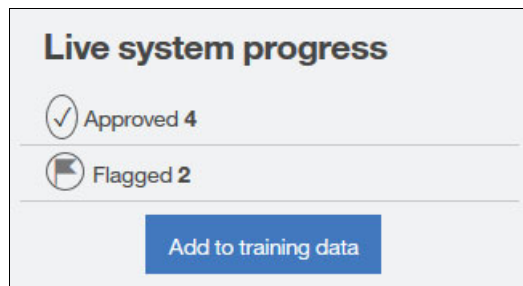 Live system progress
Approved 4
Flagged 2
Add to training data